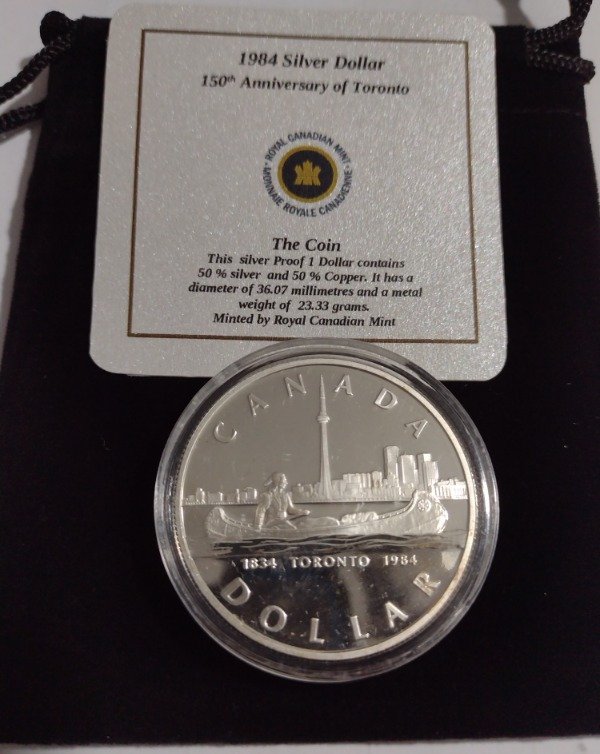 1984 Silver Dollar
150th Anniversary of Toronto
ROYAL CANADIAN MINT
MONNAIE ROYALE CANADIENNE
The Coin
This silver Proof 1 Dollar contains
50 % silver and 50 % Copper. It has a
diameter of 36.07 millimetres and a metal
weight of 23.33 grams.
Minted by Royal Canadian Mint
CANADA
1834 TORONTO 1984
DOLLAR